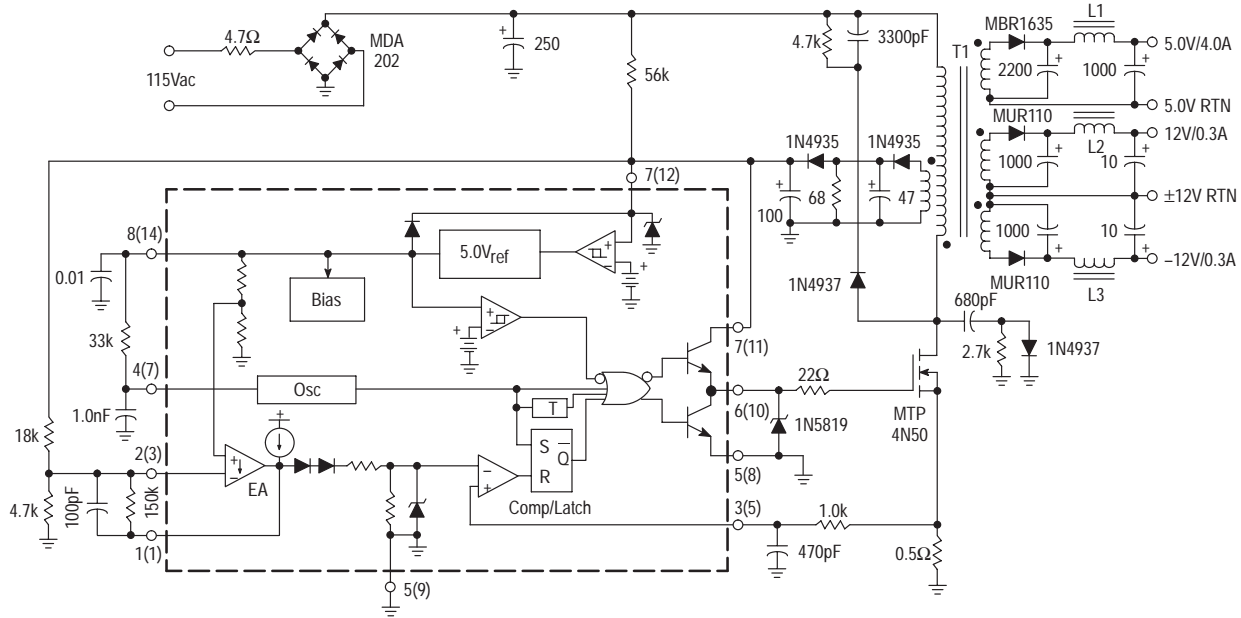 4.7Ω
MDA
202
115Vac
+
250
56k
4.7k
3300pF
T1
MBR1635
L1
5.0V/4.0A
+
2200
+
1000
5.0V RTN
MUR110
12V/0.3A
L2
+
1000
+
10
±12V RTN
1000
+
10
+
MUR110
L3
–12V/0.3A
1N4935
1N4935
+
100
68
+
47
7(12)
1N4937
680pF
2.7k
1N4937
8(14)
0.01
5.0Vref
+
–
+
Bias
+
–
+
33k
7(11)
4(7)
Osc
1.0nF
+
T
6(10)
22Ω
MTP
4N50
1N5819
18k
2(3)
+
–
EA
S
R
Q
–
+
Comp/Latch
5(8)
4.7k
100pF
150k
3(5)
1.0k
1(1)
470pF
0.5Ω
5(9)